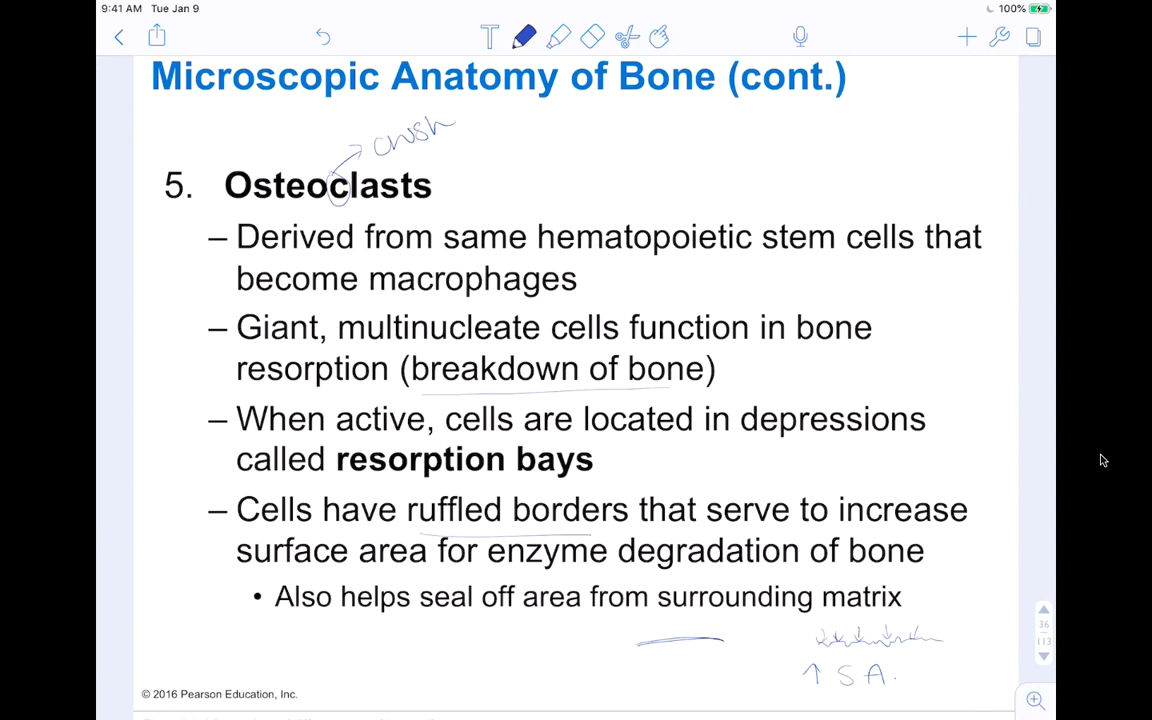 9:41 AM Tue Jan 9
100%
Microscopic Anatomy of Bone (cont.)
crush
5. Osteoclasts
– Derived from same hematopoietic stem cells that
become macrophages
– Giant, multinucleate cells function in bone
resorption (breakdown of bone)
– When active, cells are located in depressions
called resorption bays
– Cells have ruffled borders that serve to increase
surface area for enzyme degradation of bone
• Also helps seal off area from surrounding matrix
36
113
↑ S A.
© 2016 Pearson Education, Inc.